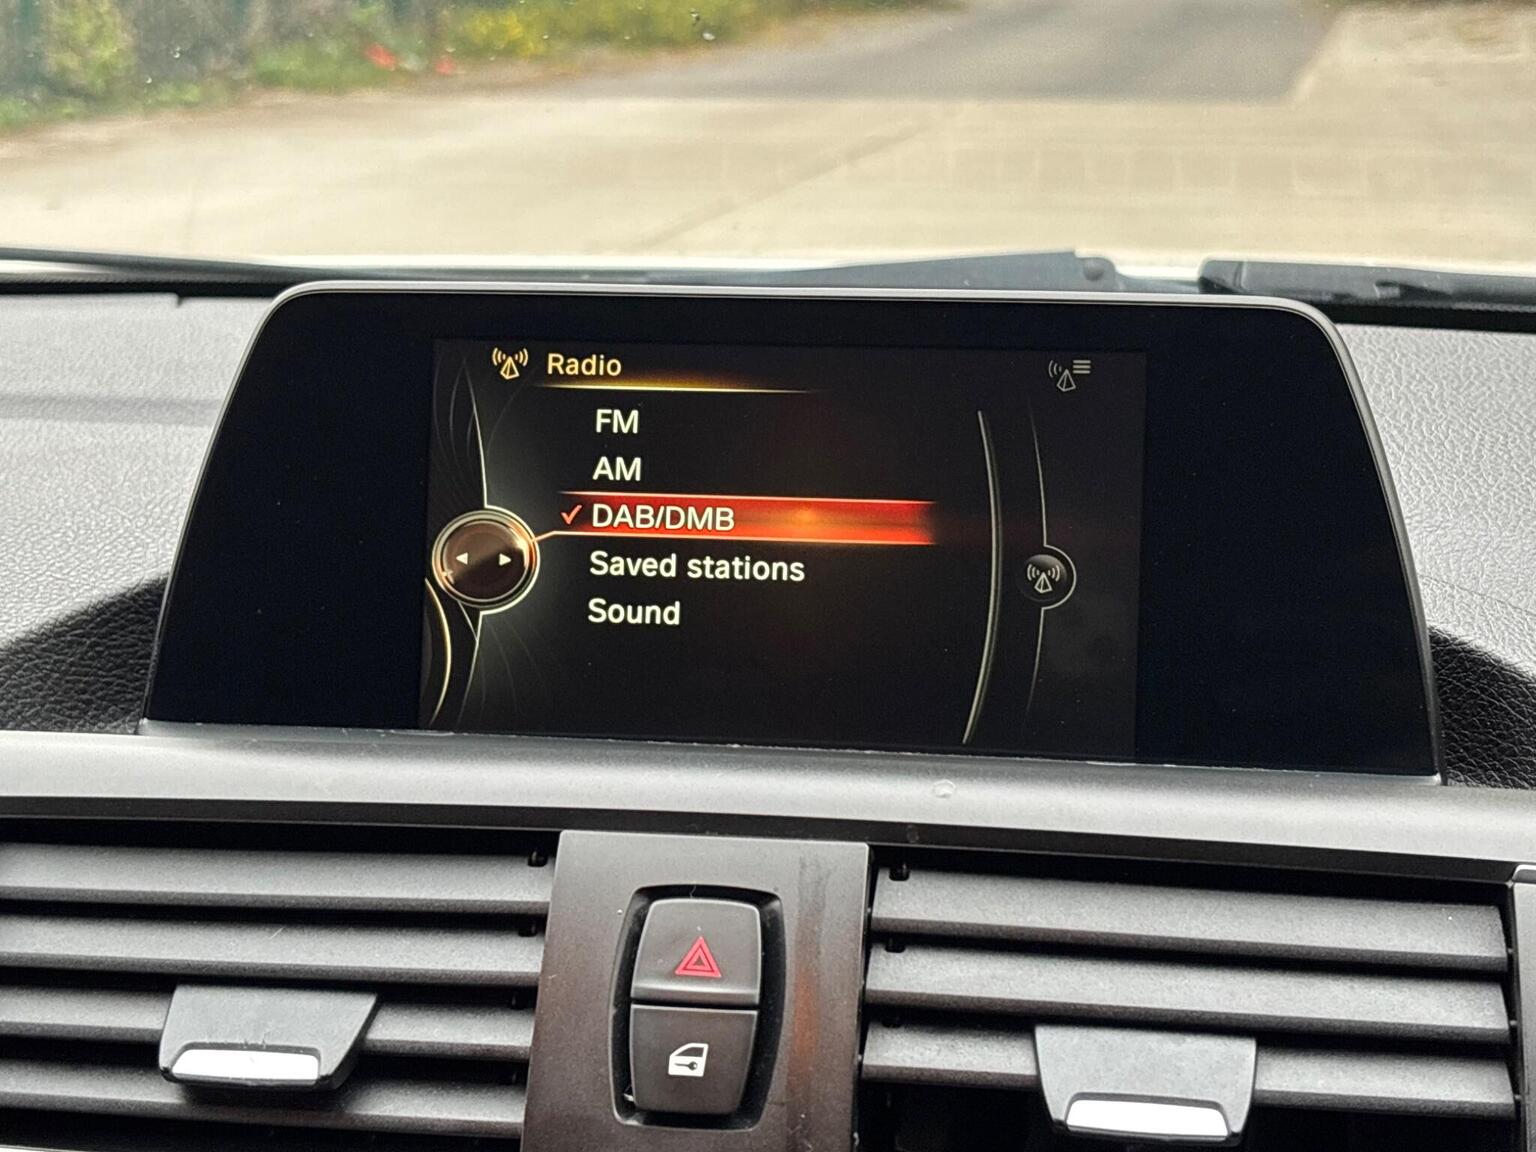 Radio
FM
AM
✓ DAB/DMB
Saved stations
Sound